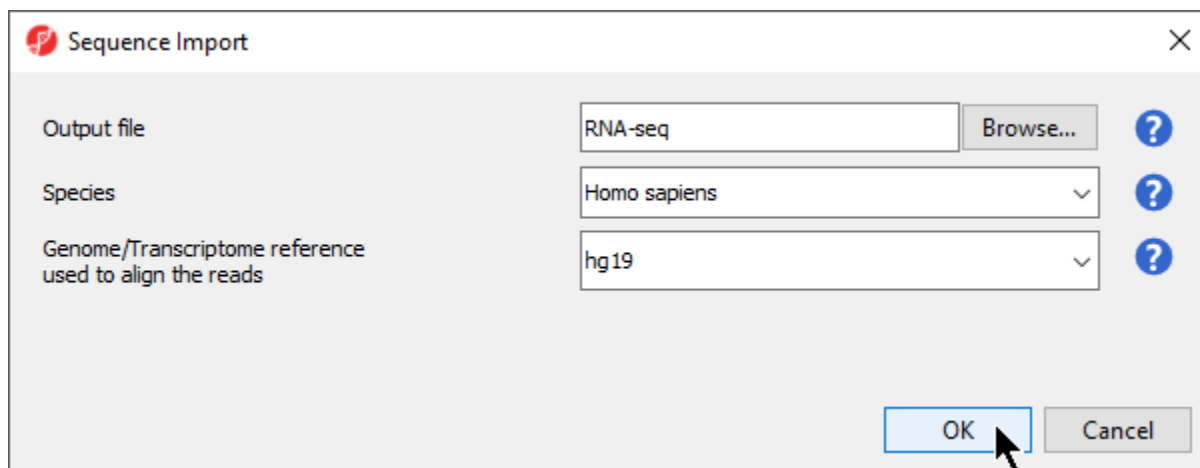 Sequence Import
Output file
RNA-seq
Browse...
Species
Homo sapiens
Genome/Transcriptome reference
used to align the reads
hg19
OK
Cancel